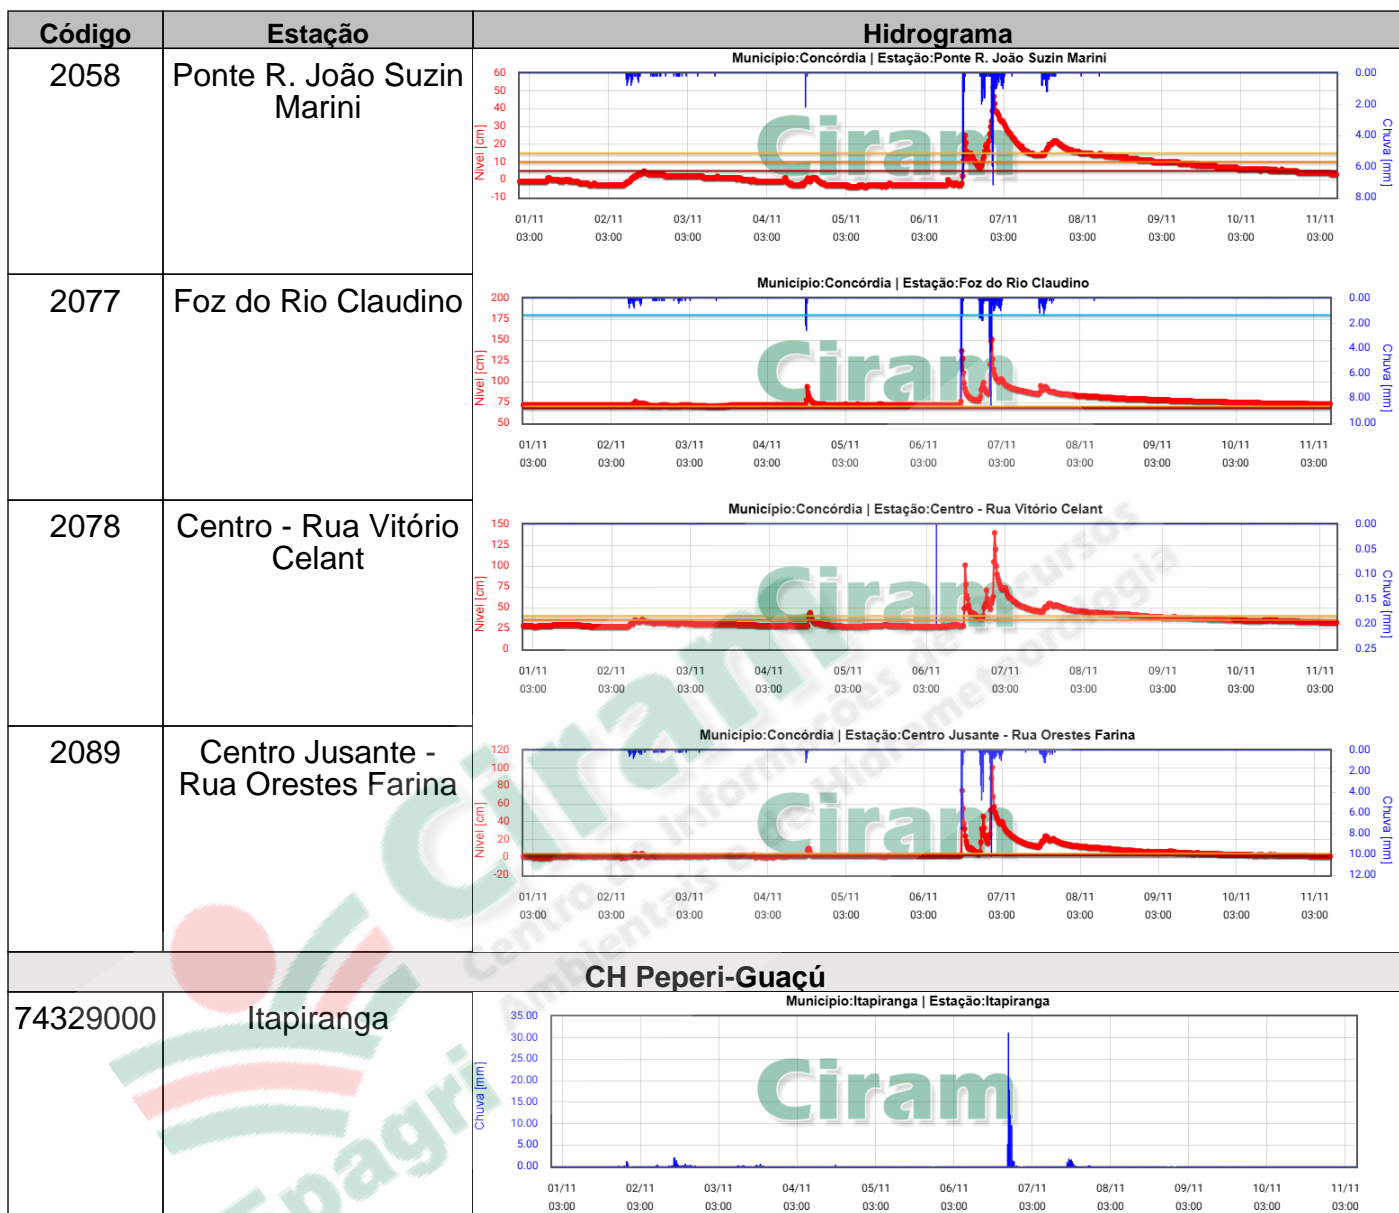 Código Estação Hidrograma
2058 Ponte R. João Suzin Marini
Município:Concórdia | Estação:Ponte R. João Suzin Marini
60 50 40 30 20 10 0 -10
Nível [cm]
0.00 2.00 4.00 6.00 8.00
Chuva [mm]
01/11 02/11 03/11 04/11 05/11 06/11 07/11 08/11 09/11 10/11 11/11
03:00 03:00 03:00 03:00 03:00 03:00 03:00 03:00 03:00 03:00 03:00
2077 Foz do Rio Claudino
Município:Concórdia | Estação:Foz do Rio Claudino
200 175 150 125 100 75 50
Nível [cm]
0.00 2.00 4.00 6.00 8.00 10.00
Chuva [mm]
01/11 02/11 03/11 04/11 05/11 06/11 07/11 08/11 09/11 10/11 11/11
03:00 03:00 03:00 03:00 03:00 03:00 03:00 03:00 03:00 03:00 03:00
2078 Centro - Rua Vitório Celant
Município:Concórdia | Estação:Centro - Rua Vitório Celant
150 125 100 75 50 25 0
Nível [cm]
0.00 0.05 0.10 0.15 0.20 0.25
Chuva [mm]
01/11 02/11 03/11 04/11 05/11 06/11 07/11 08/11 09/11 10/11 11/11
03:00 03:00 03:00 03:00 03:00 03:00 03:00 03:00 03:00 03:00 03:00
2089 Centro Jusante - Rua Orestes Farina
Município:Concórdia | Estação:Centro Jusante - Rua Orestes Farina
120 100 80 60 40 20 0 -20
Nível [cm]
0.00 2.00 4.00 6.00 8.00 10.00 12.00
Chuva [mm]
01/11 02/11 03/11 04/11 05/11 06/11 07/11 08/11 09/11 10/11 11/11
03:00 03:00 03:00 03:00 03:00 03:00 03:00 03:00 03:00 03:00 03:00
CH Peperi-Guaçú
74329000 Itapiranga
Município:Itapiranga | Estação:Itapiranga
35.00 30.00 25.00 20.00 15.00 10.00 5.00 0.00
Chuva [mm]
01/11 02/11 03/11 04/11 05/11 06/11 07/11 08/11 09/11 10/11 11/11
03:00 03:00 03:00 03:00 03:00 03:00 03:00 03:00 03:00 03:00 03:00
Ciram
Ciram
Ciram
Ciram
Ciram
Ciram
Centro de Informações de Recursos
Ambientais e de Hidrometeorologia
Epagri